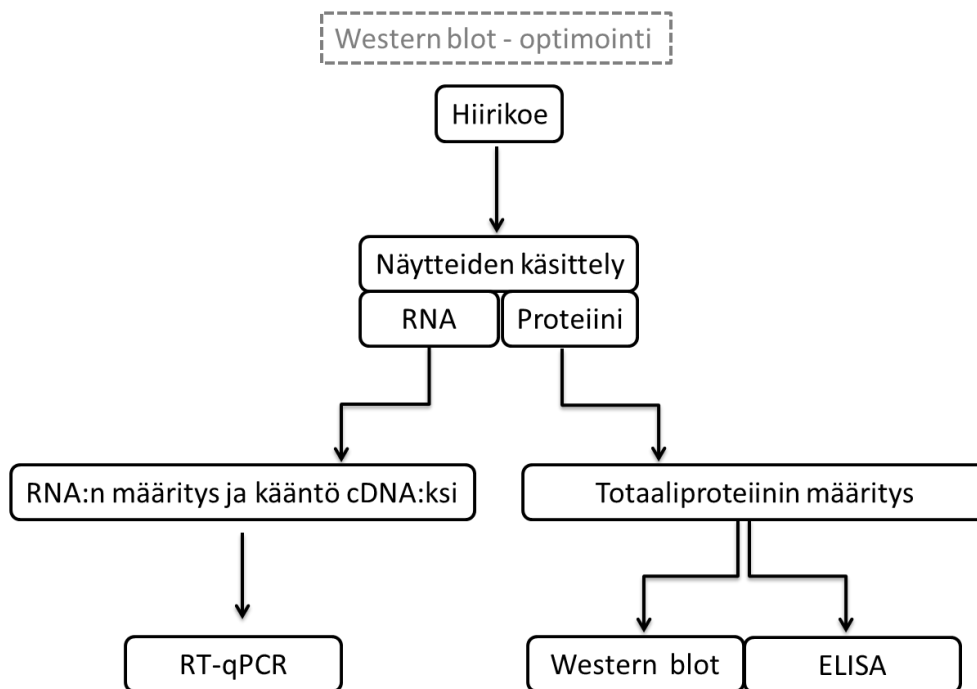 Western blot - optimointi
Hiirikoe
Näytteiden käsittely
RNA
Proteiini
RNA:n määritys ja kääntö cDNA:ksi
Totaaliproteiinin määritys
RT-qPCR
Western blot
ELISA